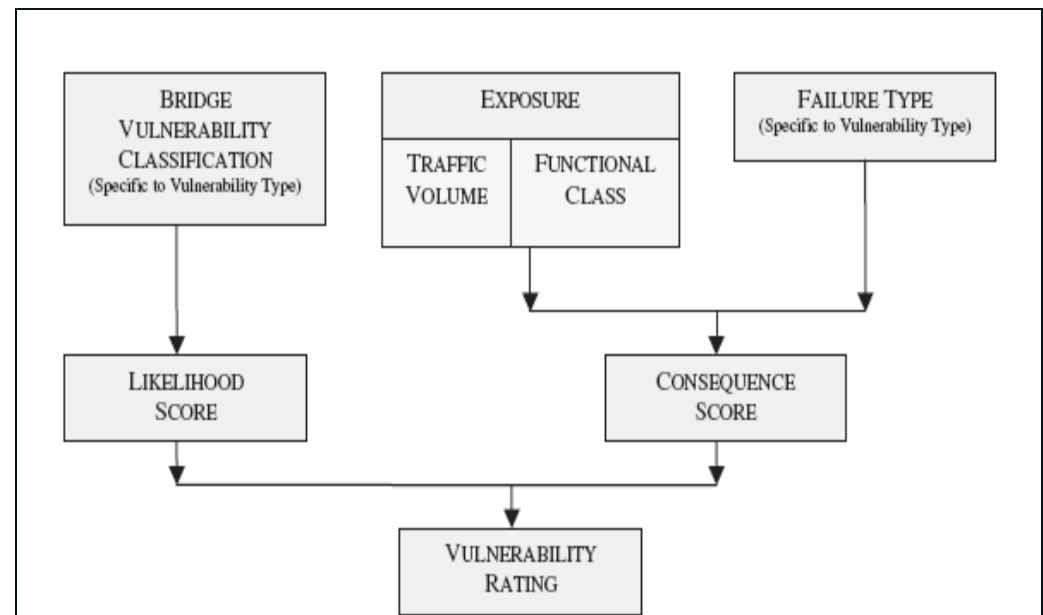 BRIDGE
VULNERABILITY
CLASSIFICATION
(Specific to Vulnerability Type)
EXPOSURE
TRAFFIC
VOLUME
FUNCTIONAL
CLASS
FAILURE TYPE
(Specific to Vulnerability Type)
LIKELIHOOD
SCORE
CONSEQUENCE
SCORE
VULNERABILITY
RATING